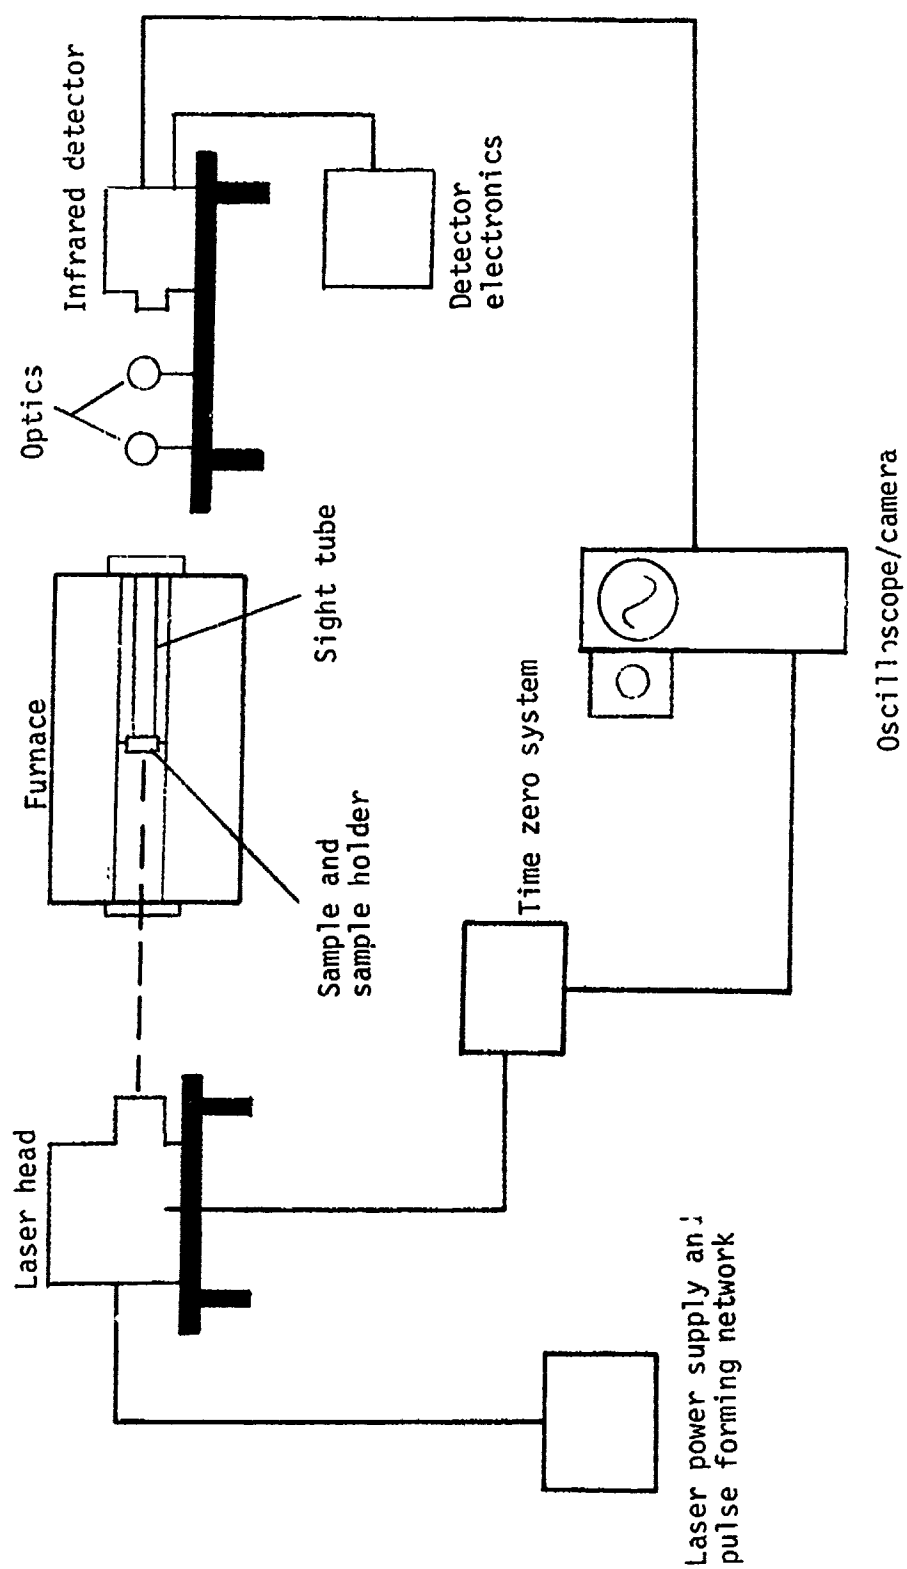 Laser head
Furnace
Optics
Infrared detector
Sample and
sample holder
Sight tube
Detector
electronics
Time zero system
Laser power supply and
pulse forming network
Oscilloscope/camera